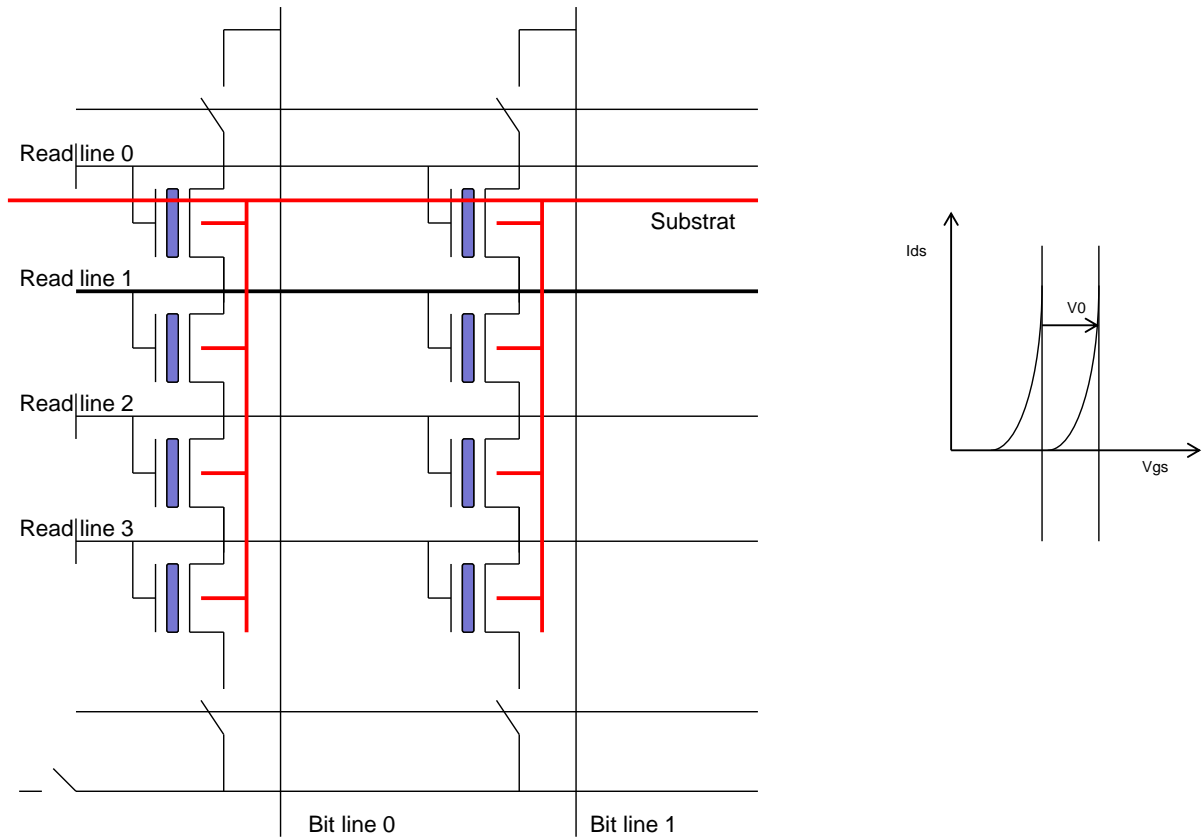 Read line 0
Substrat
Read line 1
Read line 2
Read line 3
Bit line 0
Bit line 1
Ids
V0
Vgs